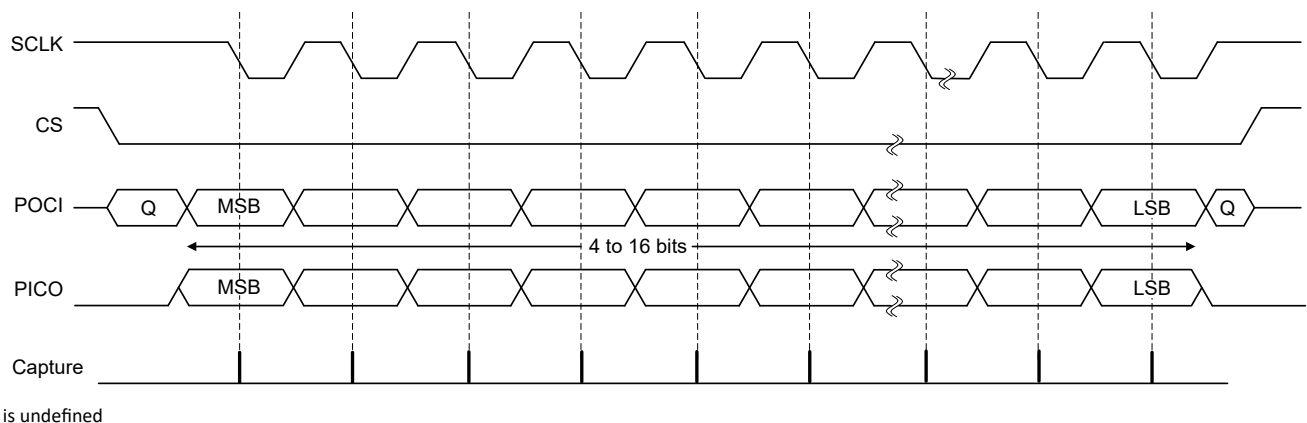 SCLK
CS
POCI Q MSB LSB Q
4 to 16 bits
PICO MSB LSB
Capture
is undefined